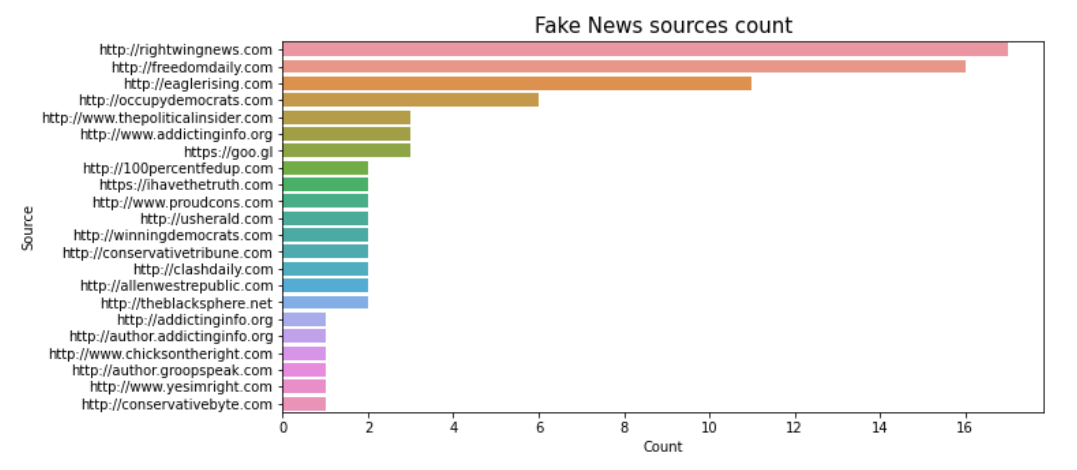 Fake News sources count
http://rightwingnews.com
http://freedomdaily.com
http://eaglerising.com
http://occupydemocrats.com
http://www.thepoliticalinsider.com
http://www.addictinginfo.org
https://goo.gl
http://100percentfedup.com
https://ihavethetruth.com
http://www.proudcons.com
http://usherald.com
http://winningdemocrats.com
http://conservativetribune.com
http://clashdaily.com
http://allenwestrepublic.com
http://theblacksphere.net
http://addictinginfo.org
http://author.addictinginfo.org
http://www.chicksontheright.com
http://author.groopspeak.com
http://www.yesimright.com
http://conservativebyte.com
Source
0 2 4 6 8 10 12 14 16
Count